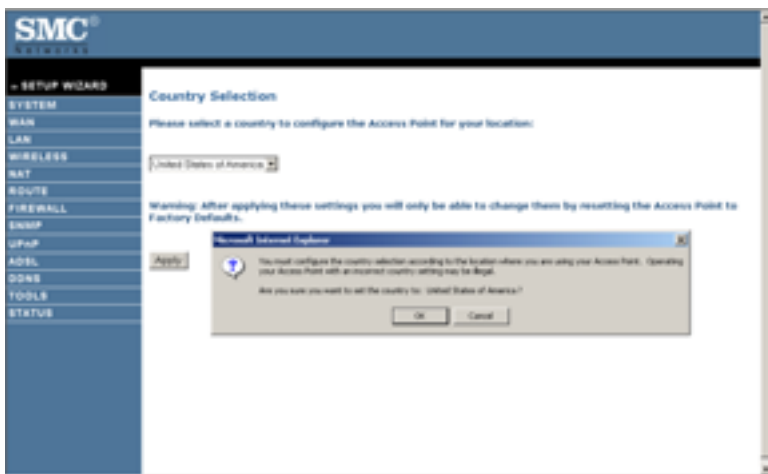 SMC®
Networks
» SETUP WIZARD
SYSTEM
WAN
LAN
WIRELESS
NAT
ROUTE
FIREWALL
SNMP
UPnP
ADSL
DDNS
TOOLS
STATUS
Country Selection
Please select a country to configure the Access Point for your location:
United States of America
Warning: After applying these settings you will only be able to change them by resetting the Access Point to
Factory Defaults.
Apply
Microsoft Internet Explorer
You must configure the country selection according to the location where you are using your Access Point. Operating
your Access Point with an incorrect country setting may be illegal.
Are you sure you want to set the country to: United States of America ?
OK
Cancel